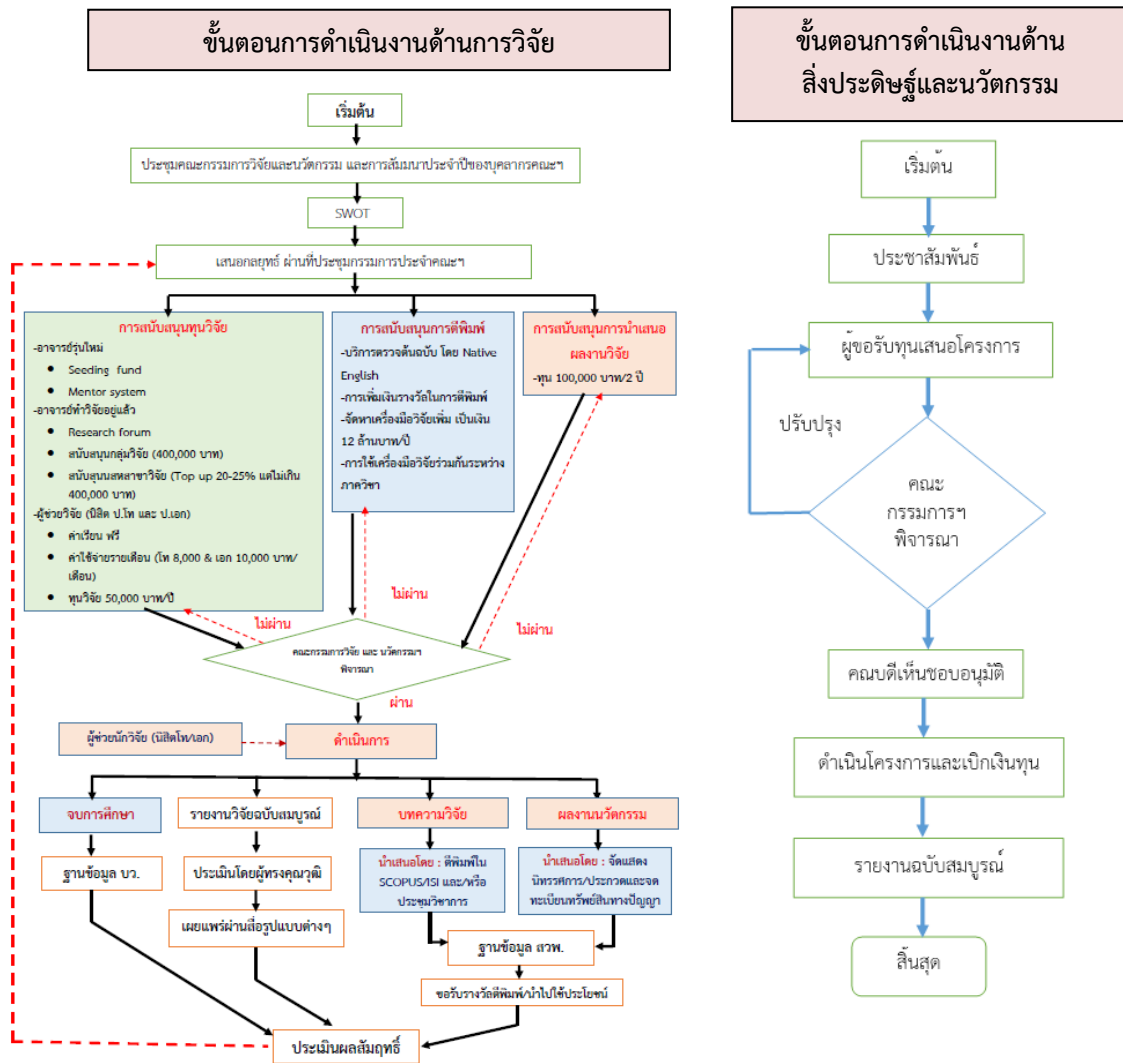 ขั้นตอนการดำเนินงานด้านการวิจัย
เริ่มต้น
ประชุมคณะกรรมการวิจัยและนวัตกรรม และการสัมมนาประจำปีของบุคลากรคณะฯ
SWOT
เสนอกลยุทธ์ ผ่านที่ประชุมกรรมการประจำคณะฯ
การสนับสนุนทุนวิจัย
-อาจารย์รุ่นใหม่
● Seeding fund
● Mentor system
-อาจารย์ทำวิจัยอยู่แล้ว
● Research forum
● สนับสนุนกลุ่มวิจัย (400,000 บาท)
● สนับสุนนสหสาขาวิจัย (Top up 20-25% แต่ไม่เกิน
400,000 บาท)
-ผู้ช่วยวิจัย (นิสิต ป.โท และ ป.เอก)
● ค่าเรียน ฟรี
● ค่าใช้จ่ายรายเดือน (โท 8,000 & เอก 10,000 บาท/
เดือน)
● ทุนวิจัย 50,000 บาท/ปี
การสนับสนุนการตีพิมพ์
-บริการตรวจต้นฉบับ โดย Native
English
-การเพิ่มเงินรางวัลในการตีพิมพ์
-จัดหาเครื่องมือวิจัยเพิ่ม เป็นเงิน
12 ล้านบาท/ปี
-การใช้เครื่องมือวิจัยร่วมกันระหว่าง
ภาควิชา
การสนับสนุนการนำเสนอ
ผลงานวิจัย
-ทุน 100,000 บาท/2 ปี
ไม่ผ่าน
ไม่ผ่าน
ไม่ผ่าน
คณะกรรมการวิจัย และ นวัตกรรมฯ
พิจารณา
ผ่าน
ผู้ช่วยนักวิจัย (นิสิตโท/เอก)
ดำเนินการ
จบการศึกษา
รายงานวิจัยฉบับสมบูรณ์
บทความวิจัย
ผลงานนวัตกรรม
ฐานข้อมูล บว.
ประเมินโดยผู้ทรงคุณวุฒิ
นำเสนอโดย : ตีพิมพ์ใน
SCOPUS/ISI และ/หรือ
ประชุมวิชาการ
นำเสนอโดย : จัดแสดง
นิทรรศการ/ประกวดและจด
ทะเบียนทรัพย์สินทางปัญญา
เผยแพร่ผ่านสื่อรูปแบบต่างๆ
ฐานข้อมูล สวพ.
ขอรับรางวัลตีพิมพ์/นำไปใช้ประโยชน์
ประเมินผลสัมฤทธิ์
ขั้นตอนการดำเนินงานด้าน
สิ่งประดิษฐ์และนวัตกรรม
เริ่มต้น
ประชาสัมพันธ์
ผู้ขอรับทุนเสนอโครงการ
ปรับปรุง
คณะ
กรรมการฯ
พิจารณา
คณบดีเห็นชอบอนุมัติ
ดำเนินโครงการและเบิกเงินทุน
รายงานฉบับสมบูรณ์
สิ้นสุด